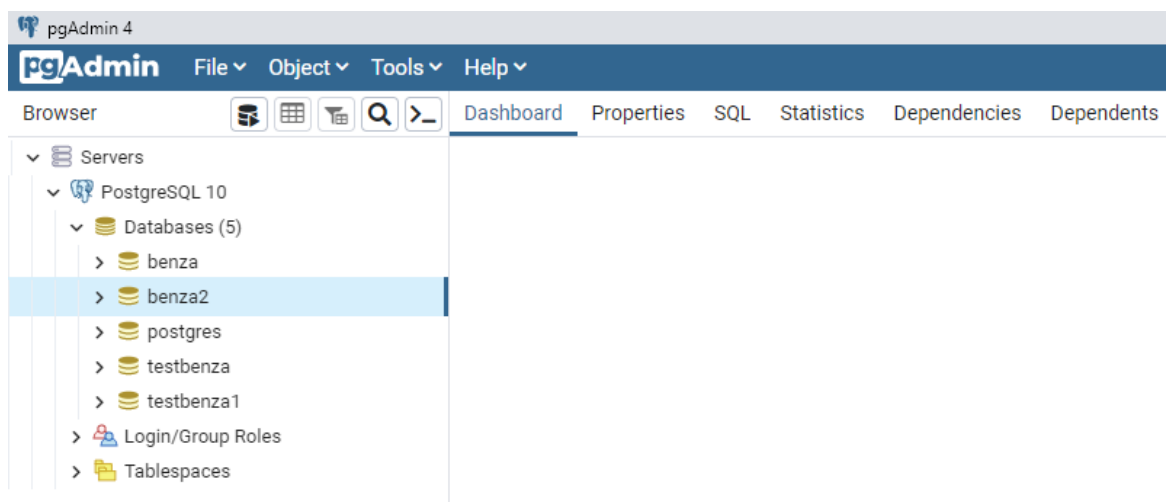 pgAdmin 4
pgAdmin File Object Tools Help
Browser Dashboard Properties SQL Statistics Dependencies Dependents
Servers
PostgreSQL 10
Databases (5)
benza
benza2
postgres
testbenza
testbenza1
Login/Group Roles
Tablespaces